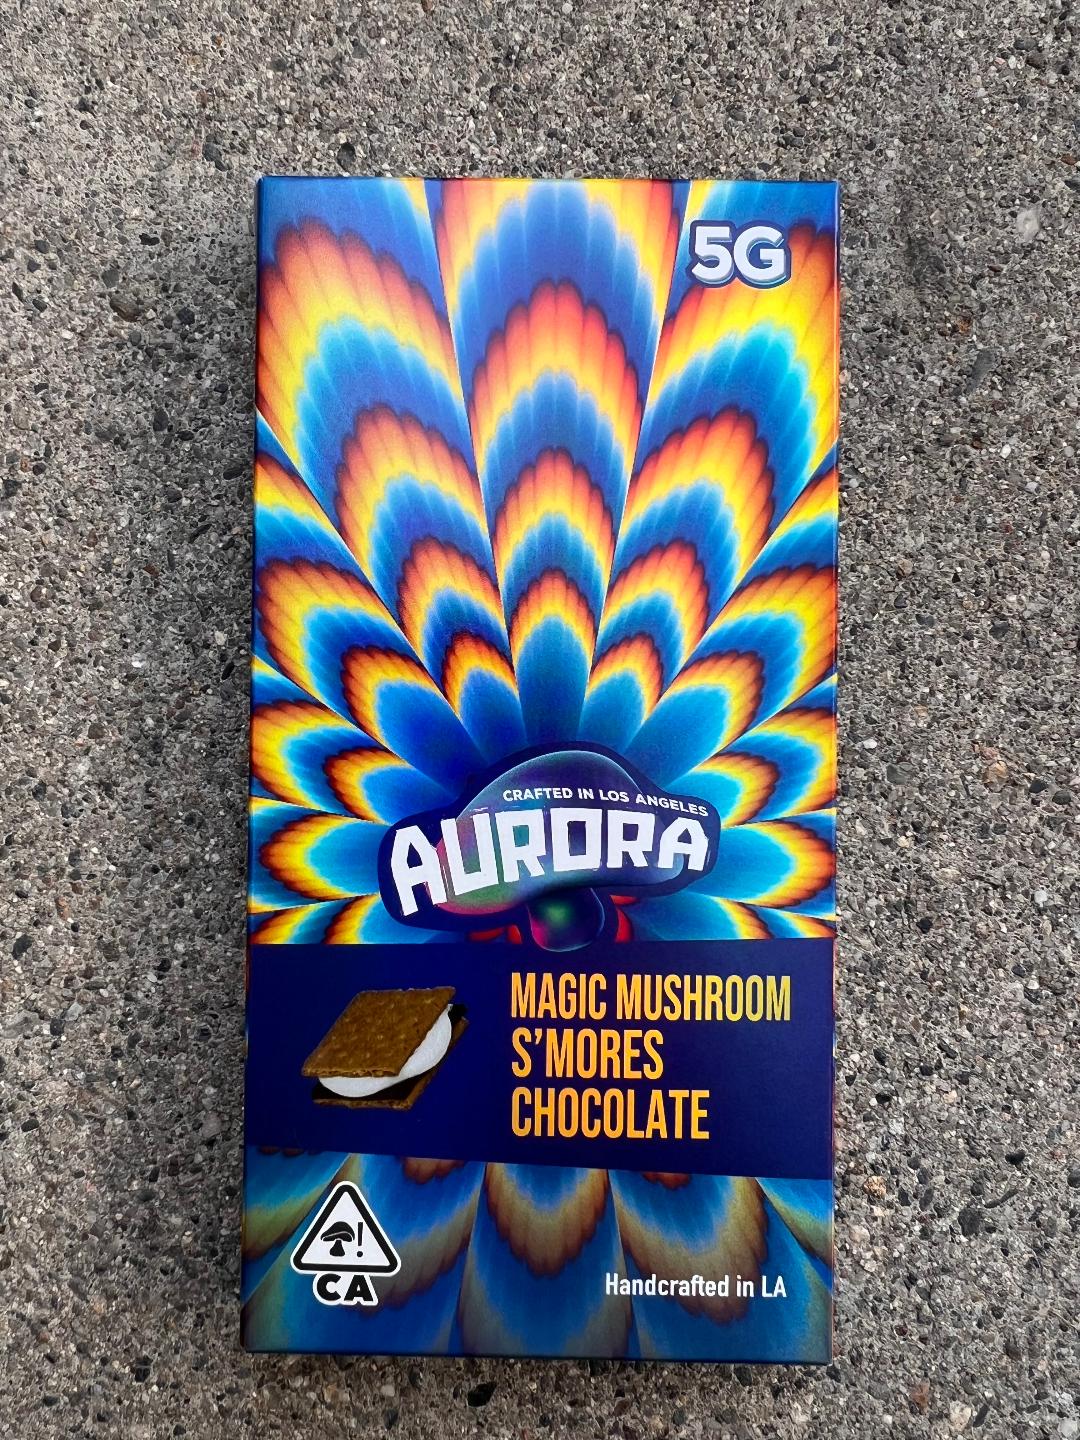 5G
CRAFTED IN LOS ANGELES
AURORA
MAGIC MUSHROOM
S'MORES
CHOCOLATE
!
CA
Handcrafted in LA